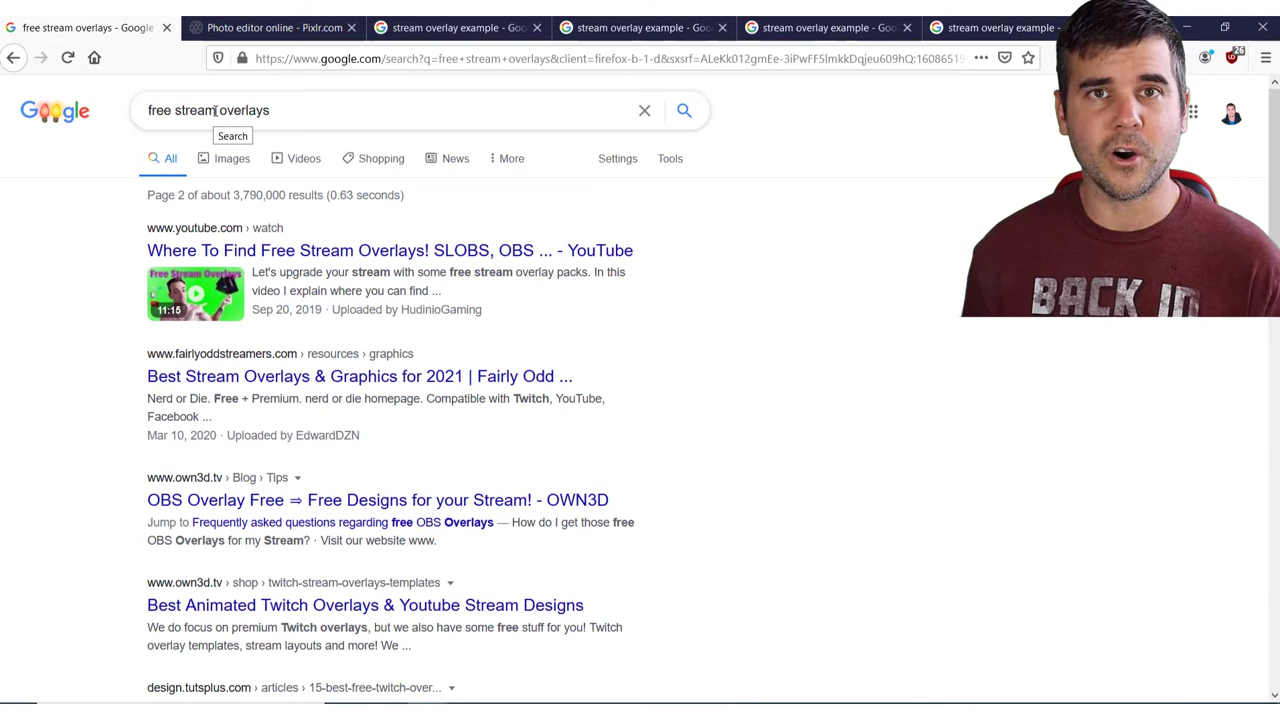 free stream overlays - Google
Photo editor online - Pixlr.com
stream overlay example - Goo
stream overlay example - Goo
stream overlay example - Goo
stream overlay example -
https://www.google.com/search?q=free+stream+overlays&client=firefox-b-1-d&sxsrf=ALeKk012gmEe-3iPwFF5lmkkDqjeu609hQ:16086519
26
Google
free stream overlays
Search
All
Images
Videos
Shopping
News
More
Settings
Tools
Page 2 of about 3,790,000 results (0.63 seconds)
www.youtube.com › watch
Where To Find Free Stream Overlays! SLOBS, OBS ... - YouTube
Free Stream Overlays
11:15
Let's upgrade your stream with some free stream overlay packs. In this
video I explain where you can find ...
Sep 20, 2019 · Uploaded by HudinioGaming
www.fairlyoddstreamers.com › resources › graphics
Best Stream Overlays & Graphics for 2021 | Fairly Odd ...
Nerd or Die. Free + Premium. nerd or die homepage. Compatible with Twitch, YouTube,
Facebook ...
Mar 10, 2020 · Uploaded by EdwardDZN
www.own3d.tv › Blog › Tips
OBS Overlay Free ⇒ Free Designs for your Stream! - OWN3D
Jump to Frequently asked questions regarding free OBS Overlays — How do I get those free
OBS Overlays for my Stream? · Visit our website www.
www.own3d.tv › shop › twitch-stream-overlays-templates
Best Animated Twitch Overlays & Youtube Stream Designs
We do focus on premium Twitch overlays, but we also have some free stuff for you! Twitch
overlay templates, stream layouts and more! We ...
design.tutsplus.com › articles › 15-best-free-twitch-over...
BACK IN